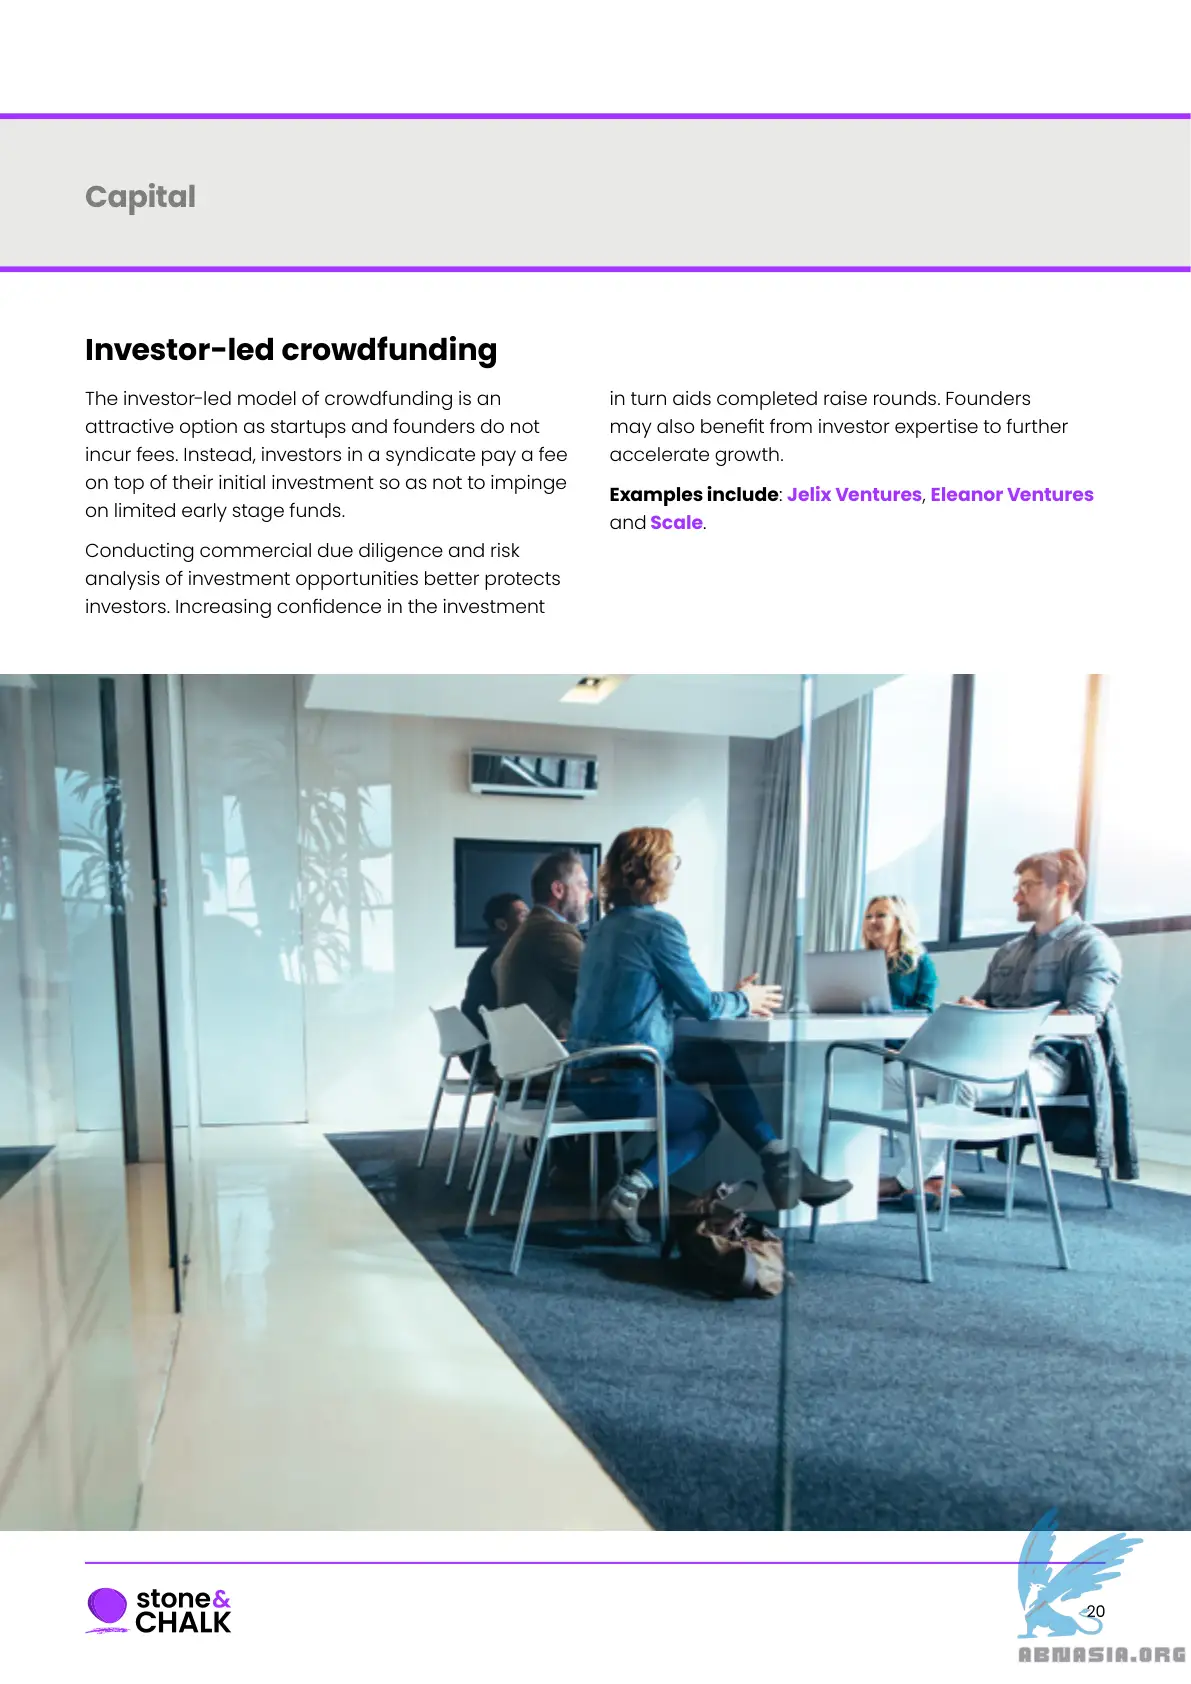 Capital
Investor-led crowdfunding
The investor-led model of crowdfunding is an
attractive option as startups and founders do not
incur fees. Instead, investors in a syndicate pay a fee
on top of their initial investment so as not to impinge
on limited early stage funds.
Conducting commercial due diligence and risk
analysis of investment opportunities better protects
investors. Increasing confidence in the investment
in turn aids completed raise rounds. Founders
may also benefit from investor expertise to further
accelerate growth.
Examples include: Jelix Ventures, Eleanor Ventures
and Scale.
stone&
CHALK
20
ABNASIA.ORG